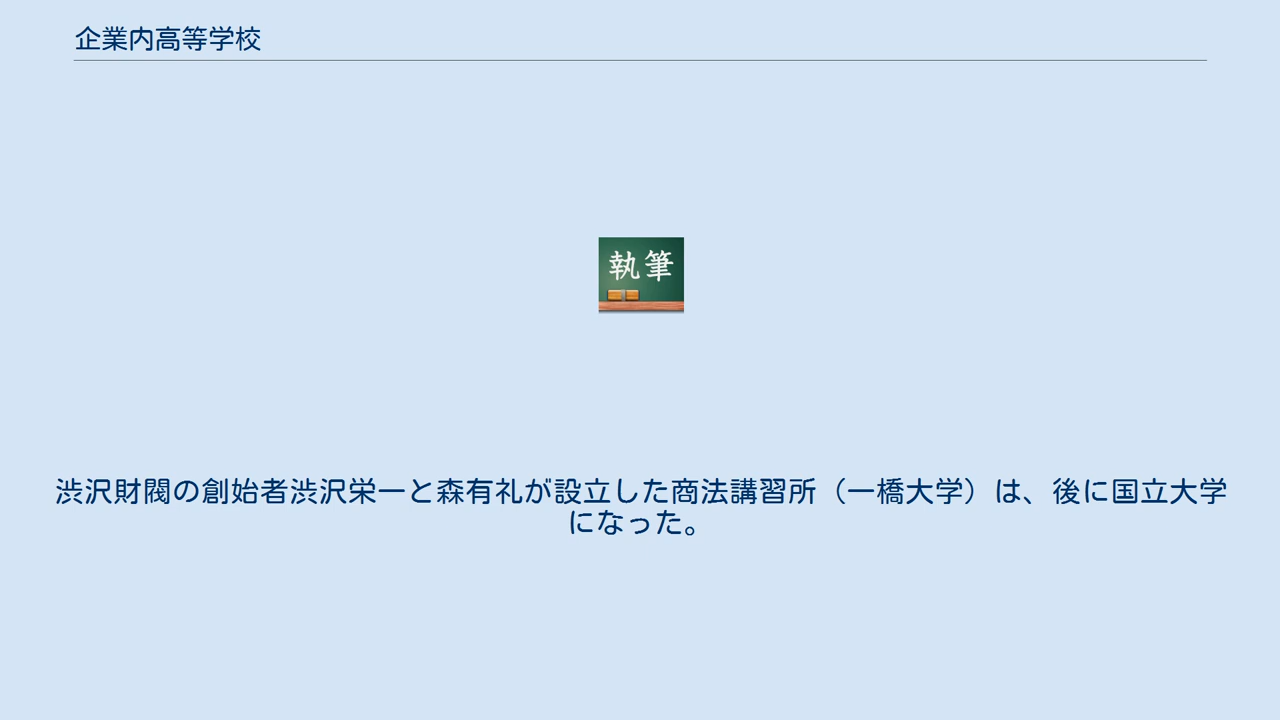 企業内高等学校
執筆
渋沢財閥の創始者渋沢栄一と森有礼が設立した商法講習所（一橋大学）は、後に国立大学
になった。